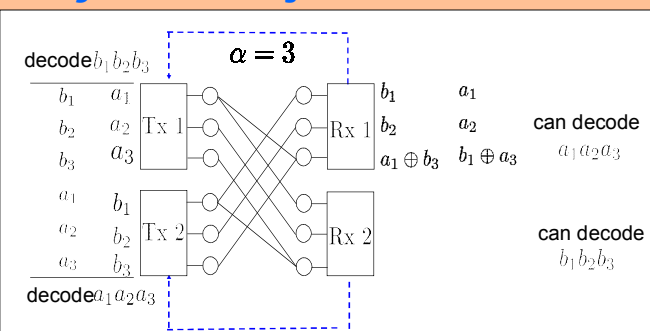 decode b₁b₂b₃
α = 3
b₁ a₁
b₂ a₂
b₃ a₃
Tx 1
Rx 1
b₁ a₁
b₂ a₂
a₁ ⊕ b₃ b₁ ⊕ a₃
can decode
a₁a₂a₃
a₁ b₁
a₂ b₂
a₃ b₃
Tx 2
Rx 2
can decode
b₁b₂b₃
decode a₁a₂a₃